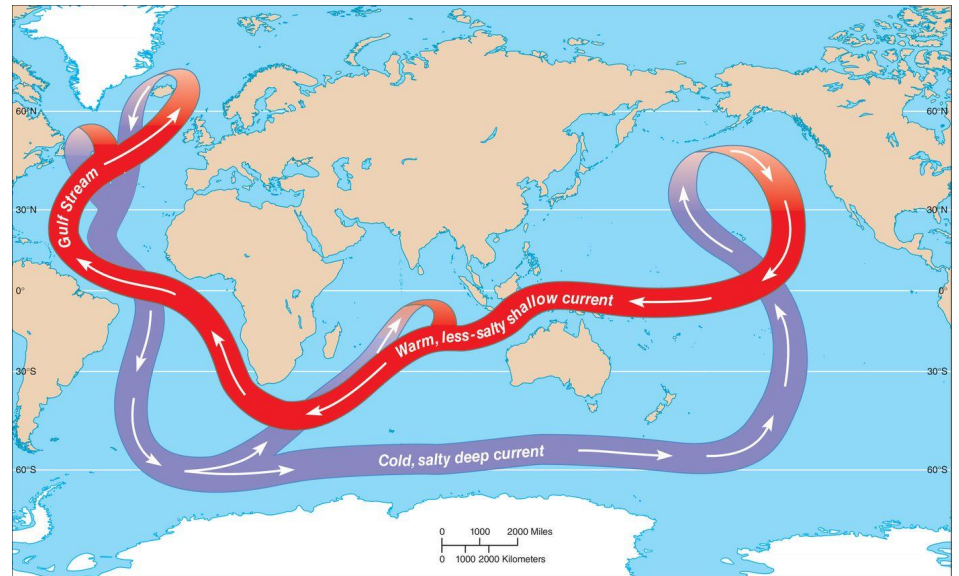 60°N
60°N
Gulf Stream
30°N
30°N
0°
0°
Warm, less-salty shallow current
30°S
30°S
Cold, salty deep current
60°S
60°S
0 1000 2000 Miles
0 1000 2000 Kilometers